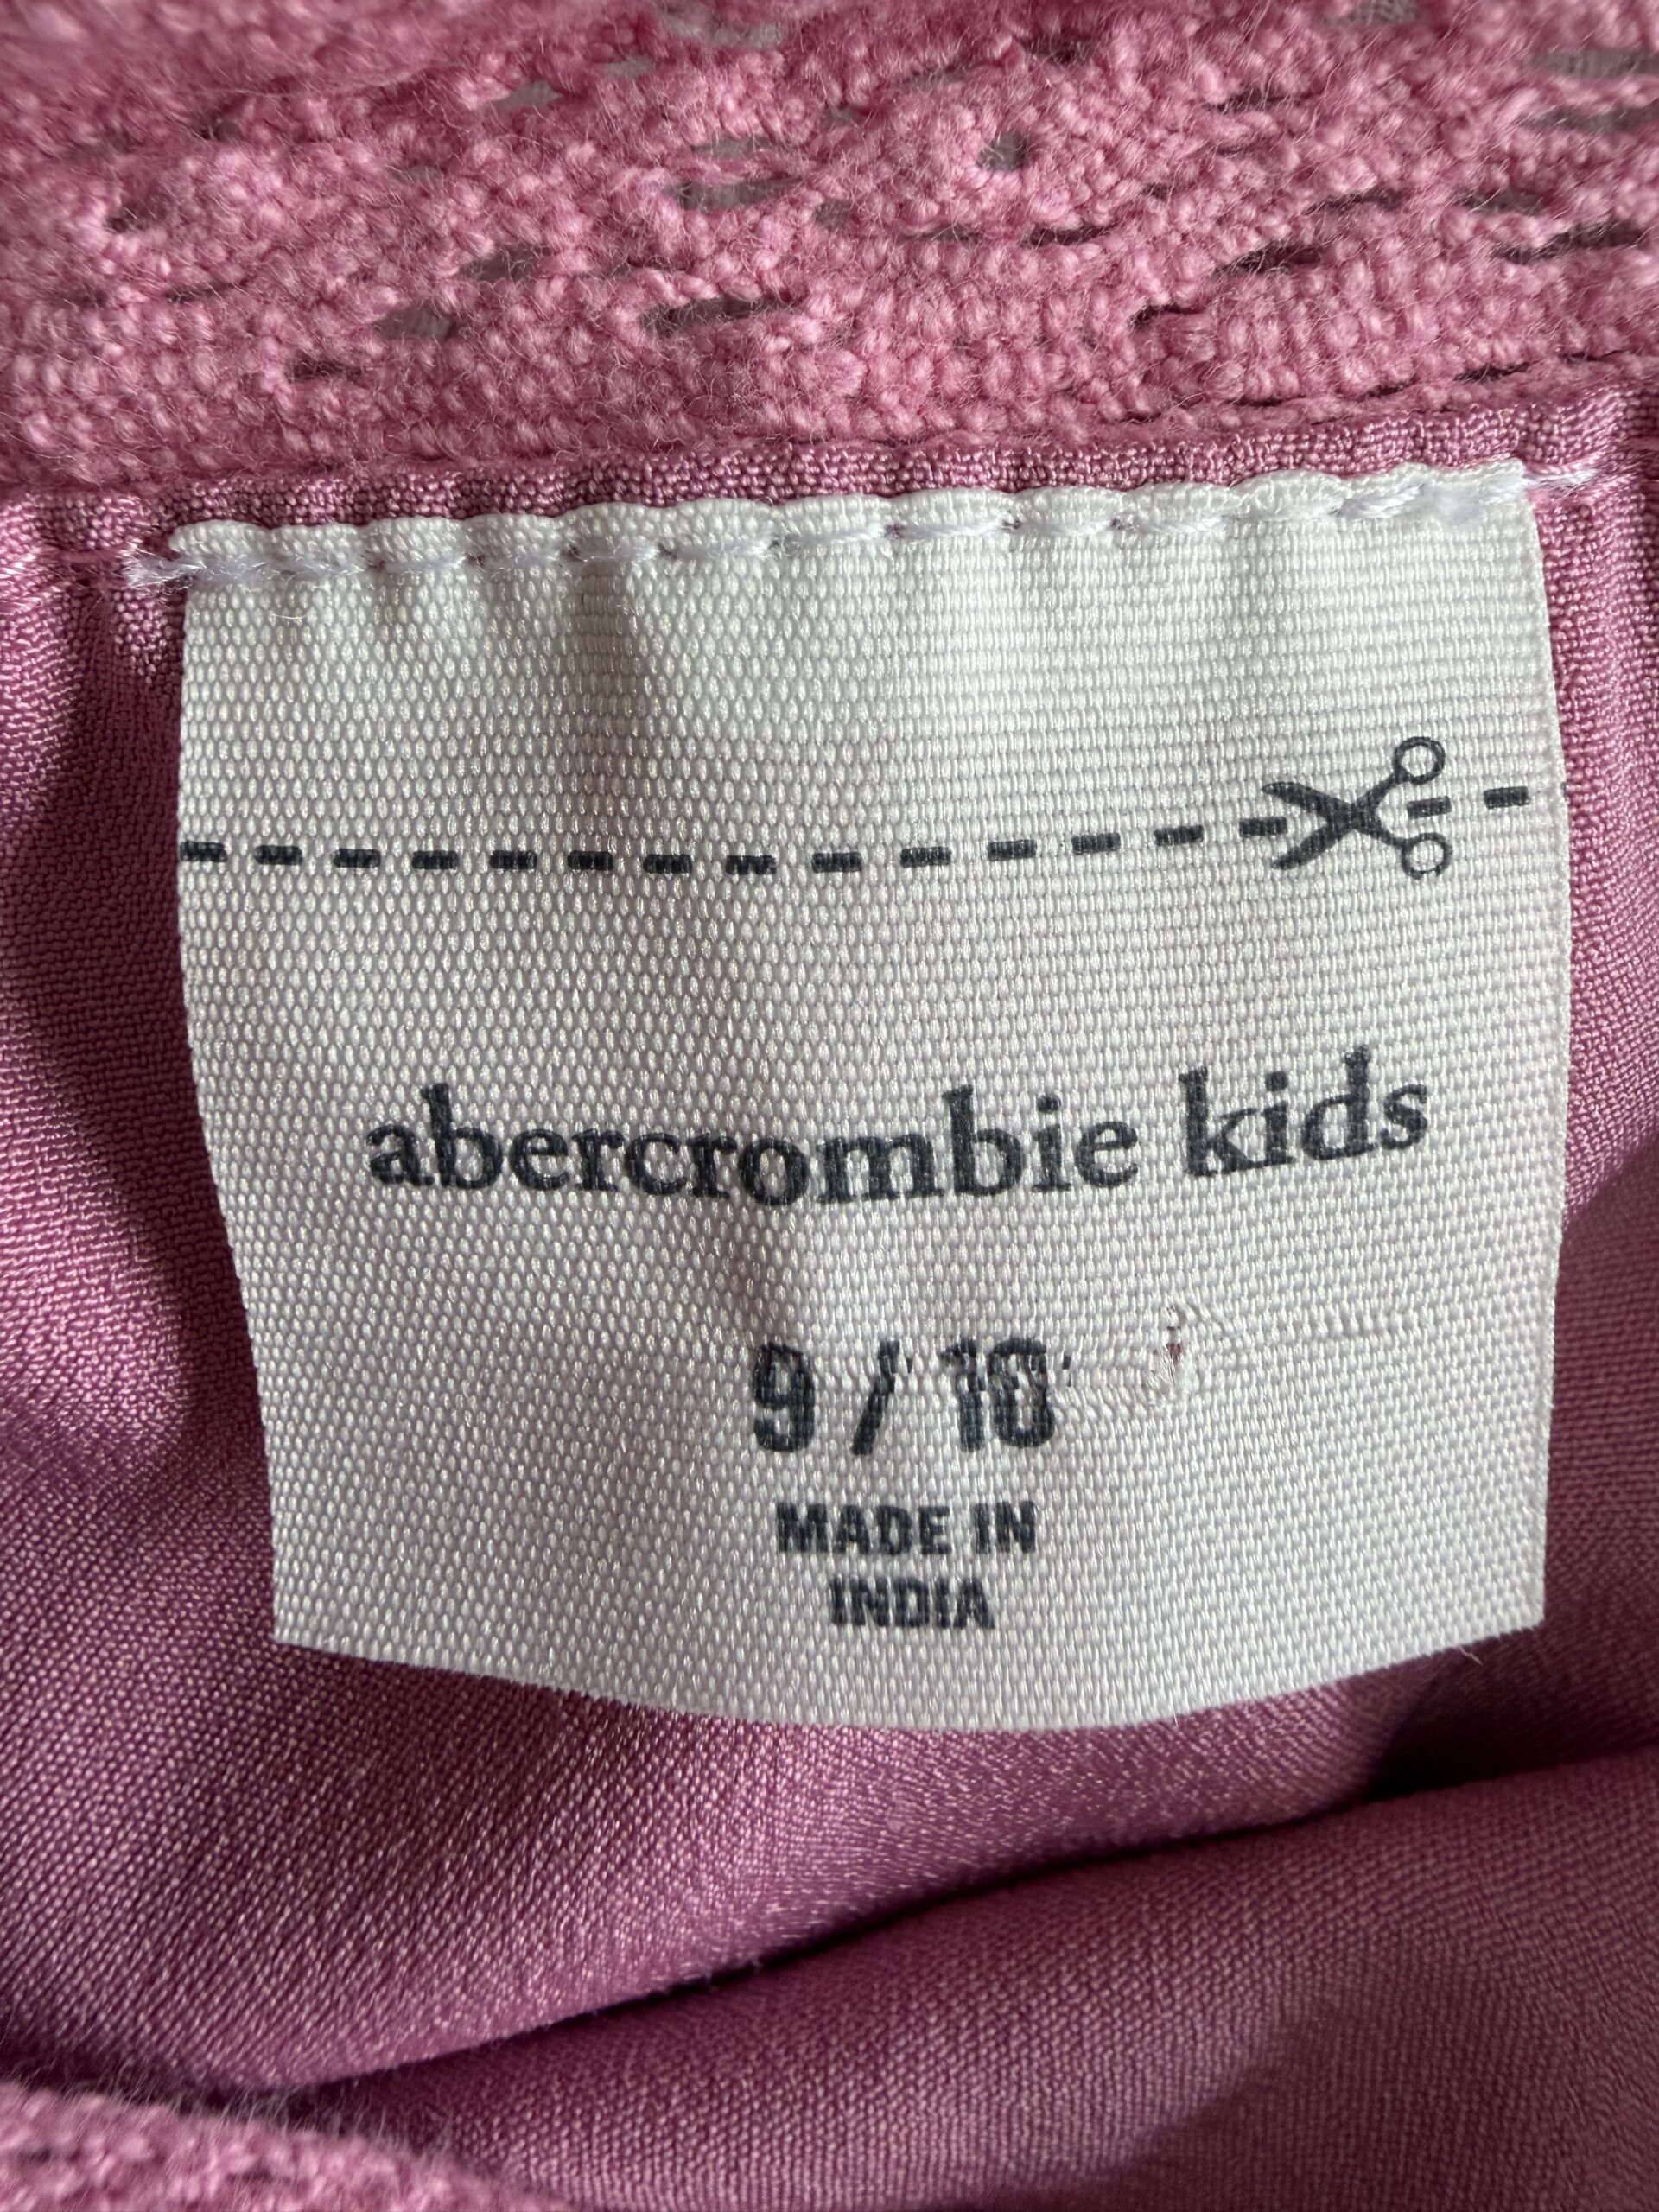 abercrombie kids
9 / 10
MADE IN
INDIA